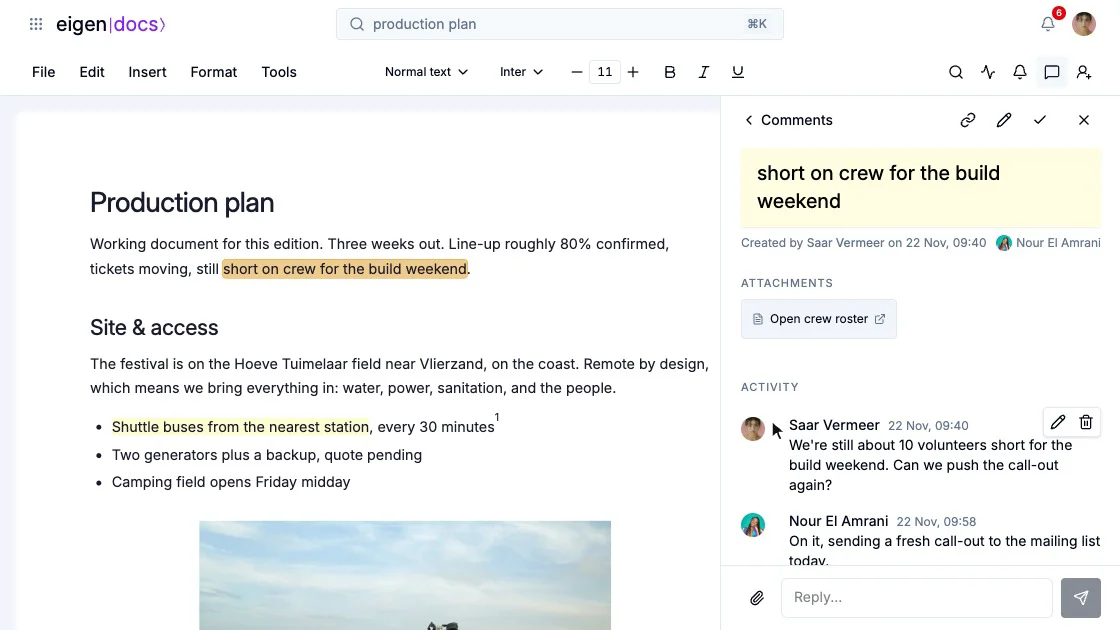 eigen|docs⟩
production plan
⌘K
6
File Edit Insert Format Tools
Normal text
Inter
11
B I U
Production plan
Working document for this edition. Three weeks out. Line-up roughly 80% confirmed,
tickets moving, still short on crew for the build weekend.
Site & access
The festival is on the Hoeve Tuimelaar field near Vlierzand, on the coast. Remote by design,
which means we bring everything in: water, power, sanitation, and the people.
• Shuttle buses from the nearest station, every 30 minutes1
• Two generators plus a backup, quote pending
• Camping field opens Friday midday
Comments
short on crew for the build
weekend
Created by Saar Vermeer on 22 Nov, 09:40 Nour El Amrani
ATTACHMENTS
Open crew roster
ACTIVITY
Saar Vermeer 22 Nov, 09:40
We're still about 10 volunteers short for the
build weekend. Can we push the call-out
again?
Nour El Amrani 22 Nov, 09:58
On it, sending a fresh call-out to the mailing list
today.
Reply...